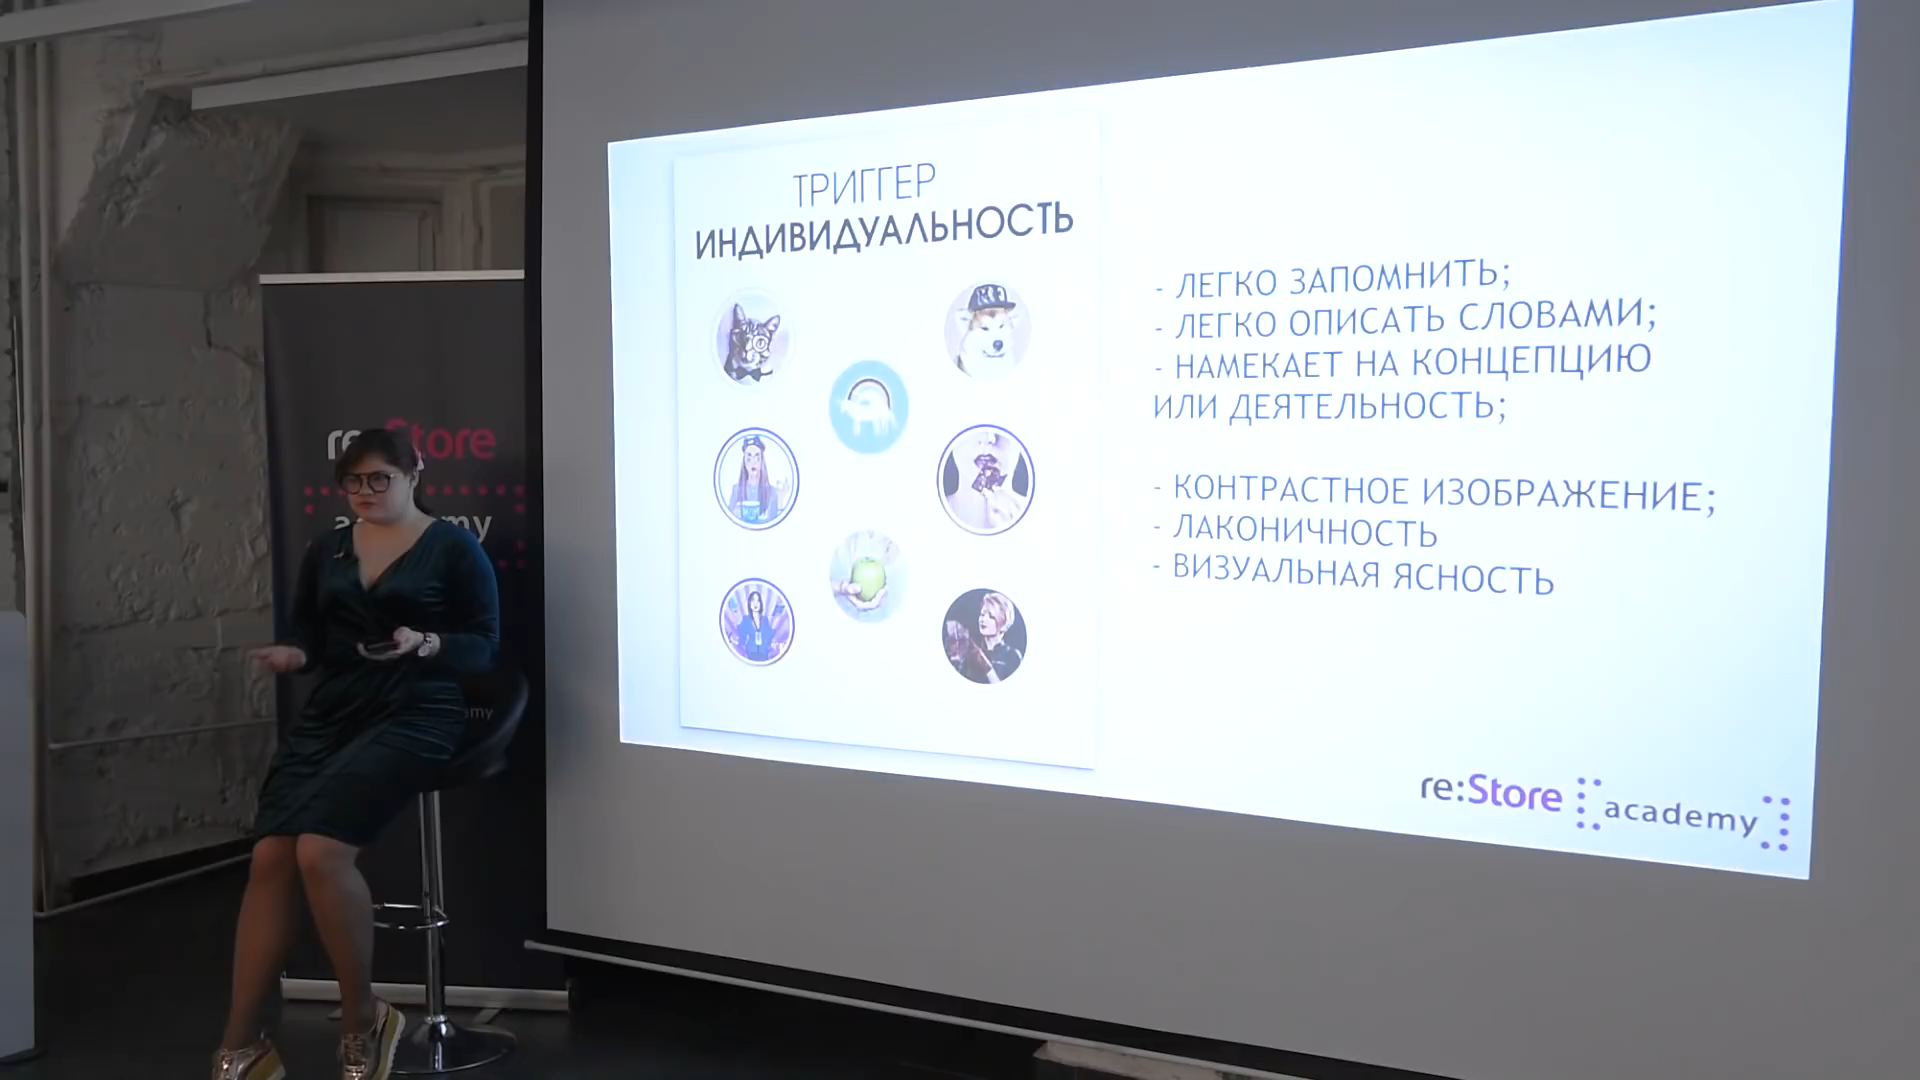 ТРИГГЕР
ИНДИВИДУАЛЬНОСТЬ
- ЛЕГКО ЗАПОМНИТЬ;
- ЛЕГКО ОПИСАТЬ СЛОВАМИ;
- НАМЕКАЕТ НА КОНЦЕПЦИЮ
ИЛИ ДЕЯТЕЛЬНОСТЬ;
- КОНТРАСТНОЕ ИЗОБРАЖЕНИЕ;
- ЛАКОНИЧНОСТЬ
- ВИЗУАЛЬНАЯ ЯСНОСТЬ
re:Store academy
re:Store
academy